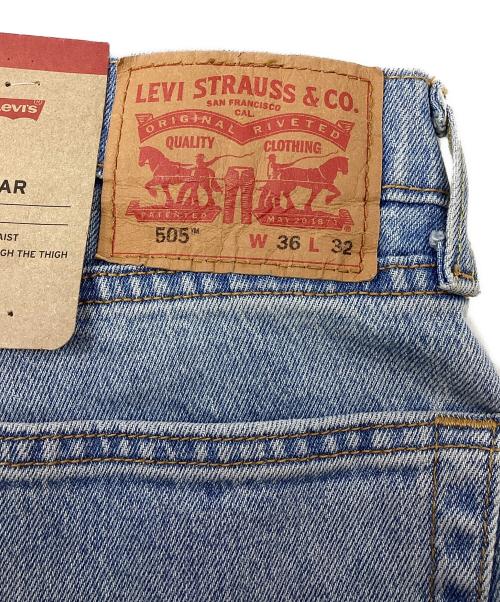 Levi's
AR
AIST
GH THE THIGH
LEVI STRAUSS & CO.
SAN FRANCISCO
CAL.
ORIGINAL RIVETED
QUALITY CLOTHING
PATENTED MAY 20 1873
505™ W 36 L 32